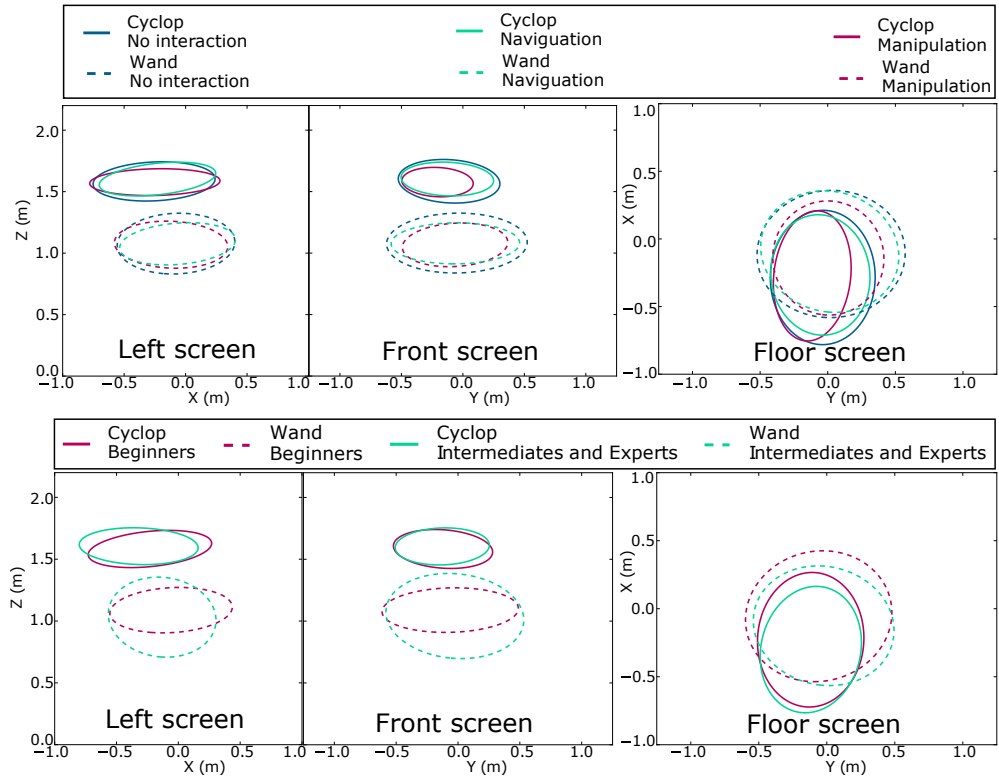 Cyclop
No interaction
Wand
No interaction
Cyclop
Naviguation
Wand
Naviguation
Cyclop
Manipulation
Wand
Manipulation
2.0
1.5
1.0
0.5
0.0
Z (m)
Left screen
−1.0 −0.5 0.0 0.5 1.0
X (m)
Front screen
−1.0 −0.5 0.0 0.5 1.0
Y (m)
1.0
0.5
0.0
−0.5
−1.0
X (m)
Floor screen
−1.0 −0.5 0.0 0.5 1.0
Y (m)
Cyclop
Beginners
Wand
Beginners
Cyclop
Intermediates and Experts
Wand
Intermediates and Experts
2.0
1.5
1.0
0.5
0.0
Z (m)
Left screen
−1.0 −0.5 0.0 0.5 1.0
X (m)
Front screen
−1.0 −0.5 0.0 0.5 1.0
Y (m)
1.0
0.5
0.0
−0.5
−1.0
X (m)
Floor screen
−1.0 −0.5 0.0 0.5 1.0
Y (m)